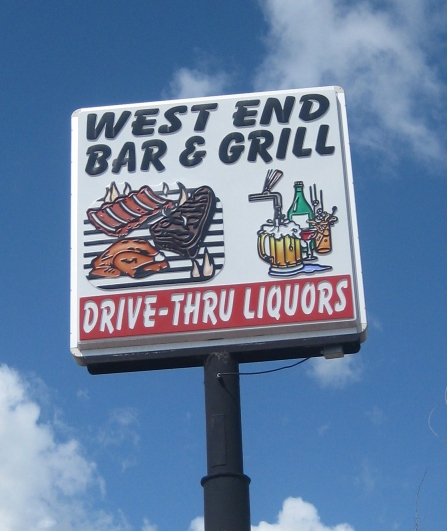 WEST END
BAR & GRILL
DRIVE-THRU LIQUORS